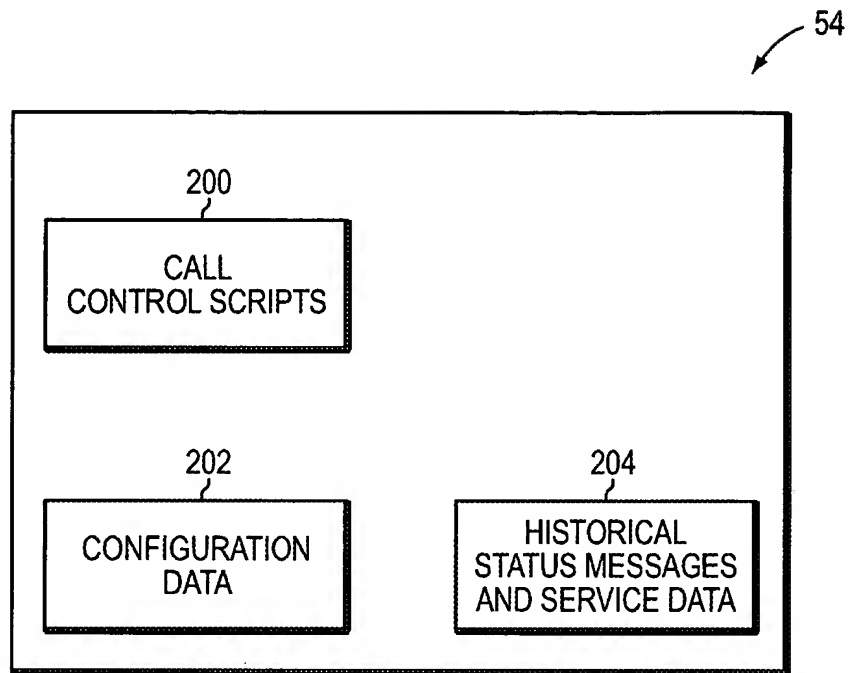 54
200
CALL
CONTROL SCRIPTS
202
CONFIGURATION
DATA
204
HISTORICAL
STATUS MESSAGES
AND SERVICE DATA